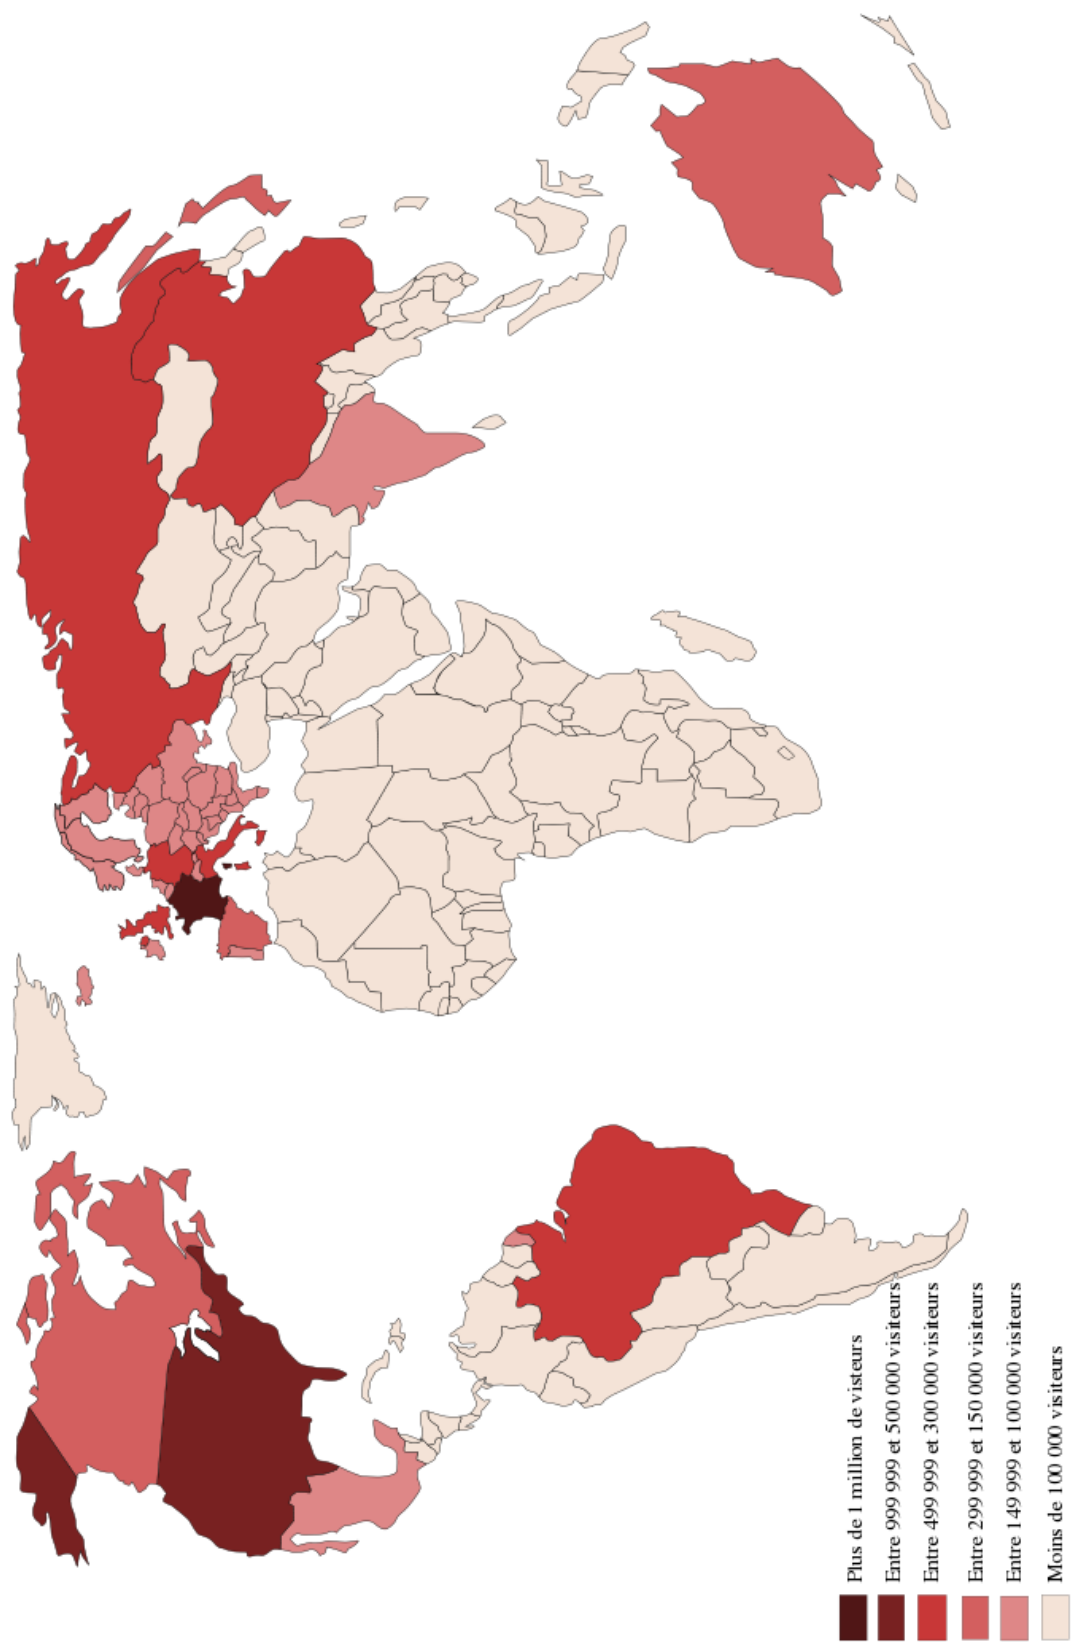 Plus de 1 million de visteurs
Entre 999 999 et 500 000 visiteurs
Entre 499 999 et 300 000 visiteurs
Entre 299 999 et 150 000 visiteurs
Entre 149 999 et 100 000 visiteurs
Moins de 100 000 visiteurs